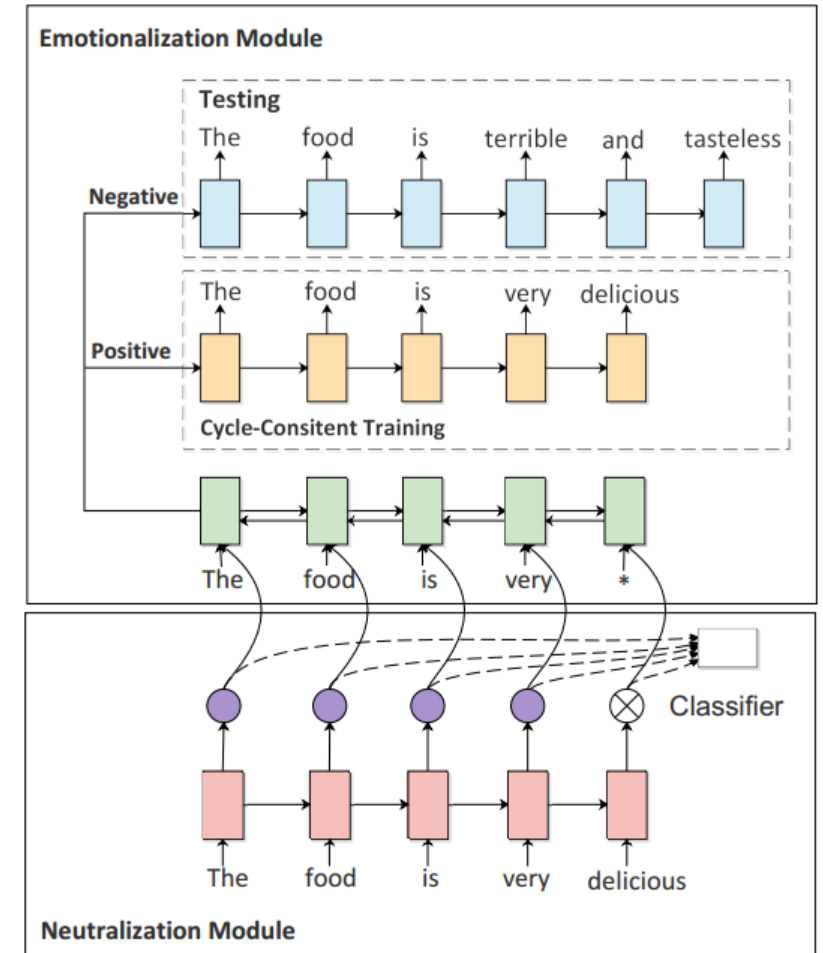 Emotionalization Module
Testing
The food is terrible and tasteless
Negative
The food is very delicious
Positive
Cycle-Consitent Training
The food is very *
Classifier
The food is very delicious
Neutralization Module